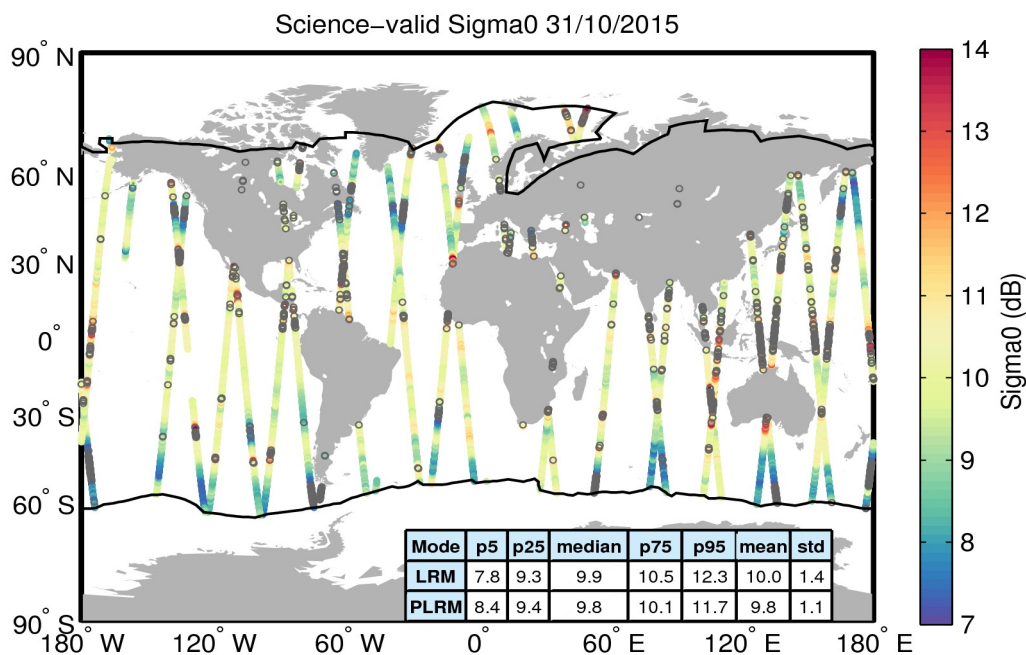 Science−valid Sigma0 31/10/2015
90° N
60° N
30° N
0°
30° S
60° S
90° S
180° W
120° W
60° W
0°
60° E
120° E
180° E
14
13
12
11
10
9
8
7
Sigma0 (dB)
Mode p5 p25 median p75 p95 mean std
LRM 7.8 9.3 9.9 10.5 12.3 10.0 1.4
PLRM 8.4 9.4 9.8 10.1 11.7 9.8 1.1